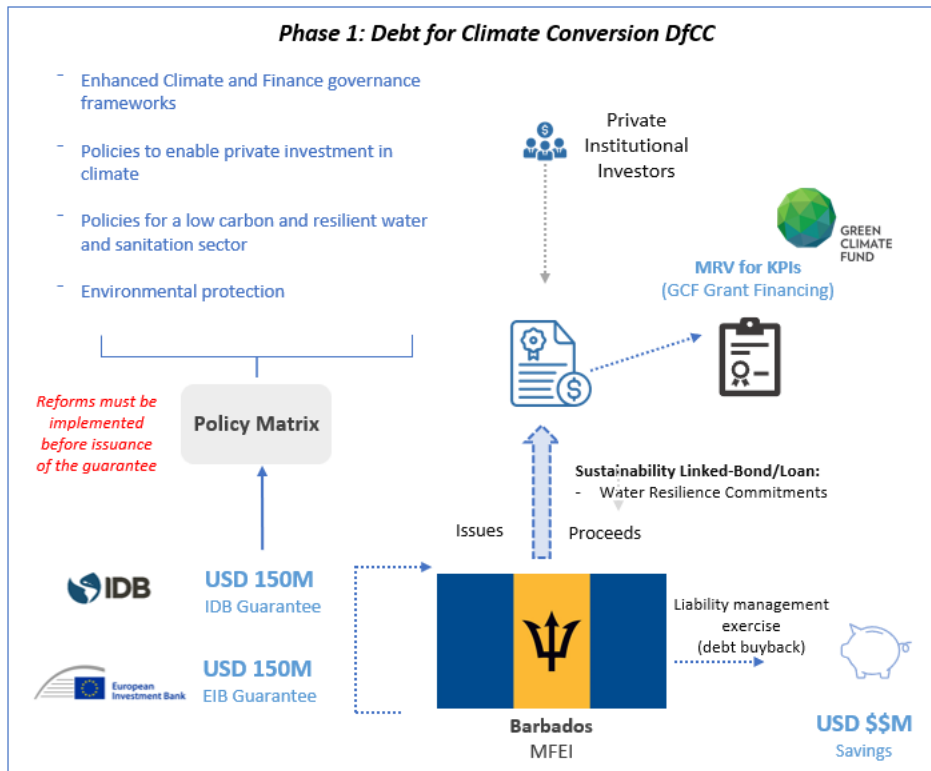 Phase 1: Debt for Climate Conversion DfCC
- Enhanced Climate and Finance governance
frameworks
- Policies to enable private investment in
climate
- Policies for a low carbon and resilient water
and sanitation sector
- Environmental protection
Private
Institutional
Investors
GREEN
CLIMATE
FUND
MRV for KPIs
(GCF Grant Financing)
$
$
Reforms must be
implemented
before issuance
of the guarantee
Policy Matrix
Sustainability Linked-Bond/Loan:
- Water Resilience Commitments
Issues
Proceeds
IDB
USD 150M
IDB Guarantee
European
Investment Bank
USD 150M
EIB Guarantee
Liability management
exercise
(debt buyback)
Barbados
MFEI
USD $$M
Savings